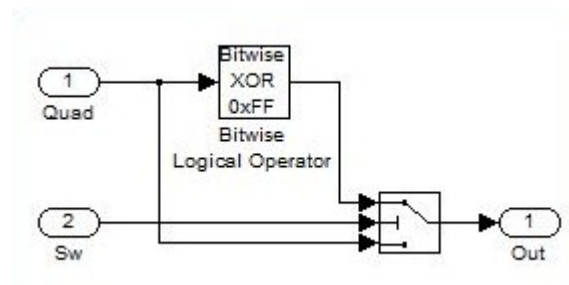 1
Quad
Bitwise
XOR
0xFF
Bitwise
Logical Operator
2
Sw
1
Out